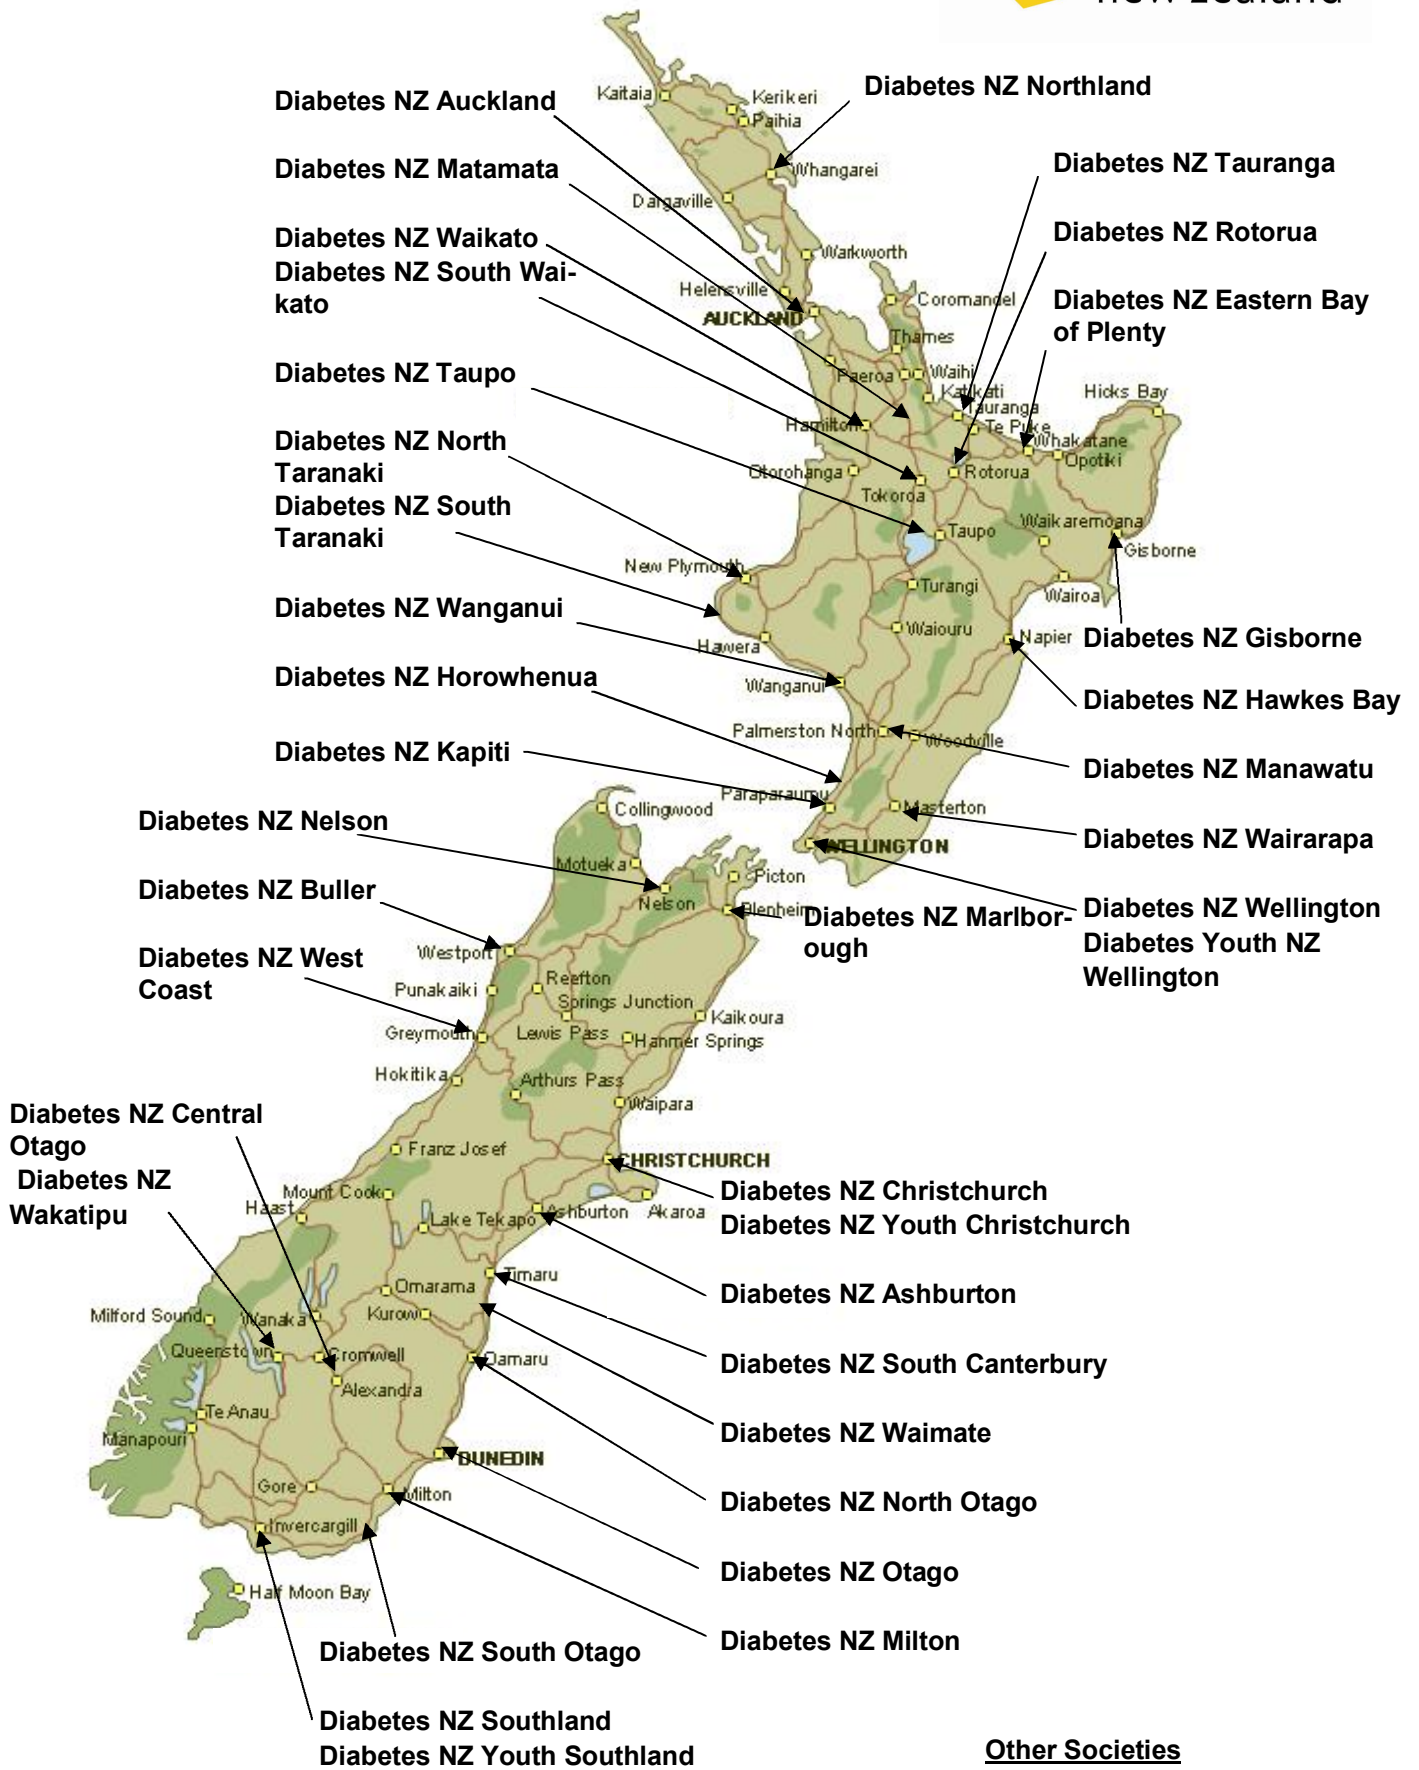 new zealand
Diabetes NZ Auckland
Diabetes NZ Northland
Diabetes NZ Matamata
Diabetes NZ Tauranga
Diabetes NZ Waikato
Diabetes NZ Rotorua
Diabetes NZ South Wai-
kato
Diabetes NZ Eastern Bay
of Plenty
Diabetes NZ Taupo
Diabetes NZ North
Taranaki
Diabetes NZ South
Taranaki
Diabetes NZ Wanganui
Diabetes NZ Gisborne
Diabetes NZ Horowhenua
Diabetes NZ Hawkes Bay
Diabetes NZ Kapiti
Diabetes NZ Manawatu
Diabetes NZ Nelson
Diabetes NZ Wairarapa
Diabetes NZ Buller
Diabetes NZ Marlbor-
ough
Diabetes NZ Wellington
Diabetes Youth NZ
Wellington
Diabetes NZ West
Coast
Diabetes NZ Central
Otago
Diabetes NZ
Wakatipu
Diabetes NZ Christchurch
Diabetes NZ Youth Christchurch
Diabetes NZ Ashburton
Diabetes NZ South Canterbury
Diabetes NZ Waimate
Diabetes NZ North Otago
Diabetes NZ Otago
Diabetes NZ Milton
Diabetes NZ South Otago
Diabetes NZ Southland
Diabetes NZ Youth Southland
Other Societies
Kaitaia
Kerikeri
Paihia
Whangarei
Dargaville
Warkworth
Helensville
Coromandel
AUCKLAND
Thames
Paeroa
Waihi
Katikati
Hicks Bay
Tauranga
Hamilton
Te Puke
Whakatane
Opotiki
Otorohanga
Rotorua
Tokoroa
Waikaremoana
Taupo
Gisborne
New Plymouth
Turangi
Wairoa
Waiouru
Napier
Hawera
Wanganui
Palmerston North
Woodville
Paraparaumu
Masterton
WELLINGTON
Collingwood
Motueka
Picton
Nelson
Blenheim
Westport
Reefton
Punakaiki
Springs Junction
Kaikoura
Greymouth
Lewis Pass
Hanmer Springs
Hokitika
Arthurs Pass
Waipara
Franz Josef
CHRISTCHURCH
Mount Cook
Haast
Lake Tekapo
Ashburton
Akaroa
Timaru
Omarama
Milford Sound
Wanaka
Kurow
Queenstown
Cromwell
Oamaru
Alexandra
Te Anau
Manapouri
DUNEDIN
Gore
Milton
Invercargill
Half Moon Bay